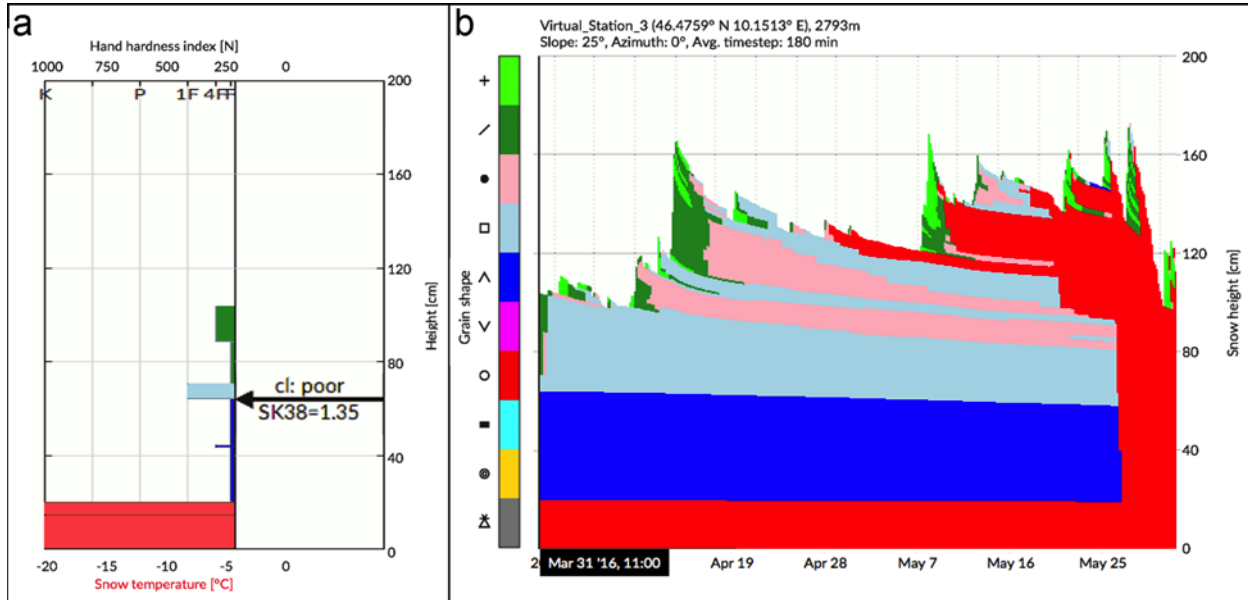 a
Hand hardness index [N]
1000 750 500 250 0
K P 1F 4F F
200
160
120
80
40
0
Height [cm]
cl: poor
SK38=1.35
-20 -15 -10 -5 0
Snow temperature [°C]
b
Virtual_Station_3 (46.4759° N 10.1513° E), 2793m
Slope: 25°, Azimuth: 0°, Avg. timestep: 180 min
Grain shape
200
160
120
80
40
0
Snow height [cm]
Mar 31 '16, 11:00 Apr 19 Apr 28 May 7 May 16 May 25